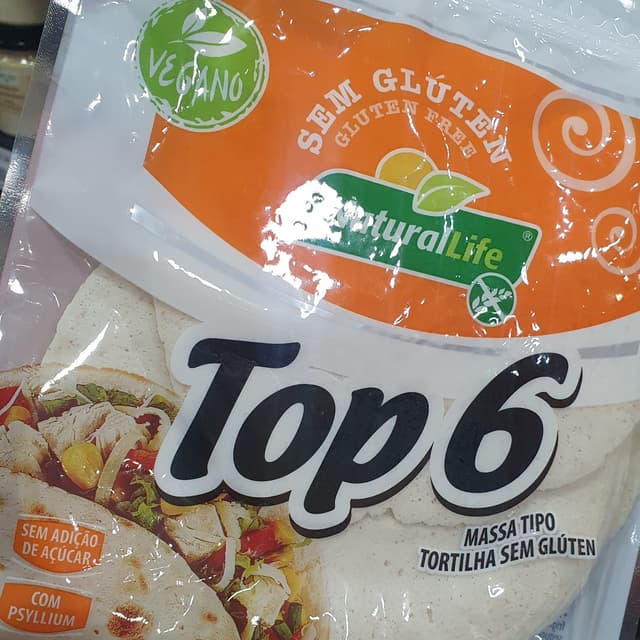 VEGANO
SEM GLÚTEN
GLUTEN FREE
NaturalLife®
Top 6
MASSA TIPO
TORTILHA SEM GLÚTEN
SEM ADIÇÃO
DE AÇÚCAR
COM
PSYLLIUM